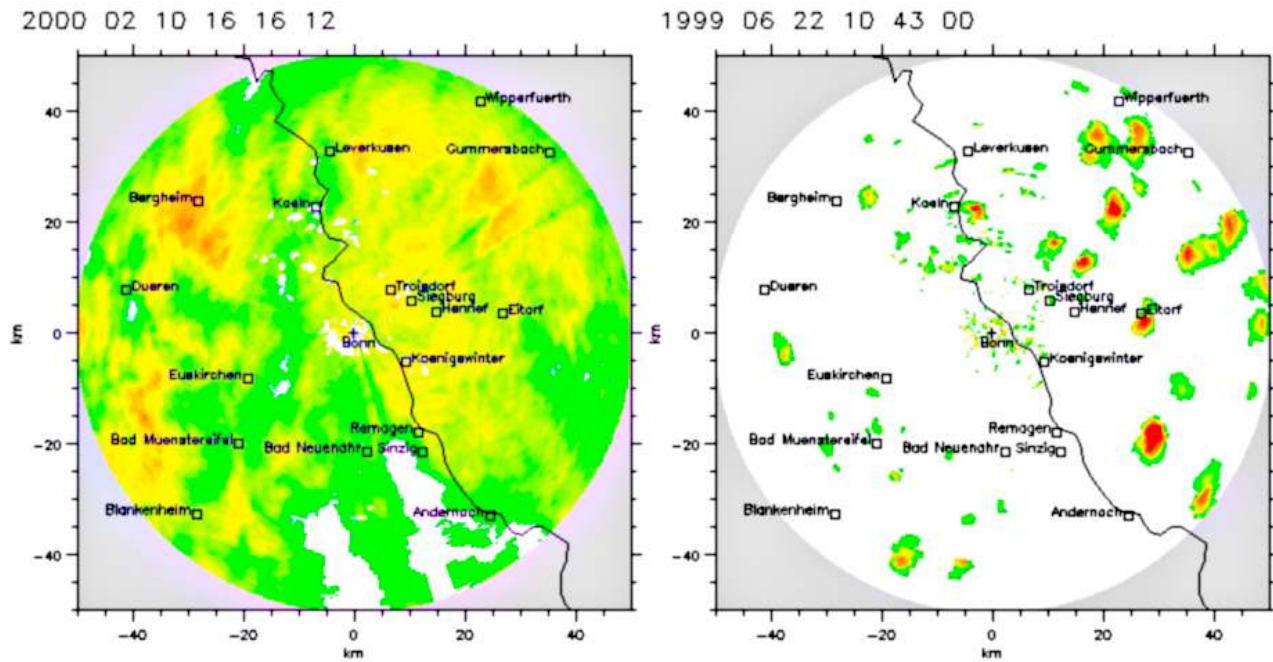 2000 02 10 16 16 12
Wipperfuerth
40
Leverkusen
Gummersbach
Bergheim
Koeln
20
Dueren
Troisdorf
Siegburg
Hennef
Eitorf
km
0
Bonn
Koenigswinter
Euskirchen
Remagen
-20
Bad Muenstereifel
Bad Neuenahr
Sinzig
Blankenheim
Andernach
-40
-40 -20 0 20 40
km
1999 06 22 10 43 00
Wipperfuerth
40
Leverkusen
Gummersbach
Bergheim
Koeln
20
Dueren
Troisdorf
Siegburg
Hennef
Eitorf
km
0
Bonn
Koenigswinter
Euskirchen
Remagen
-20
Bad Muenstereifel
Bad Neuenahr
Sinzig
Blankenheim
Andernach
-40
-40 -20 0 20 40
km